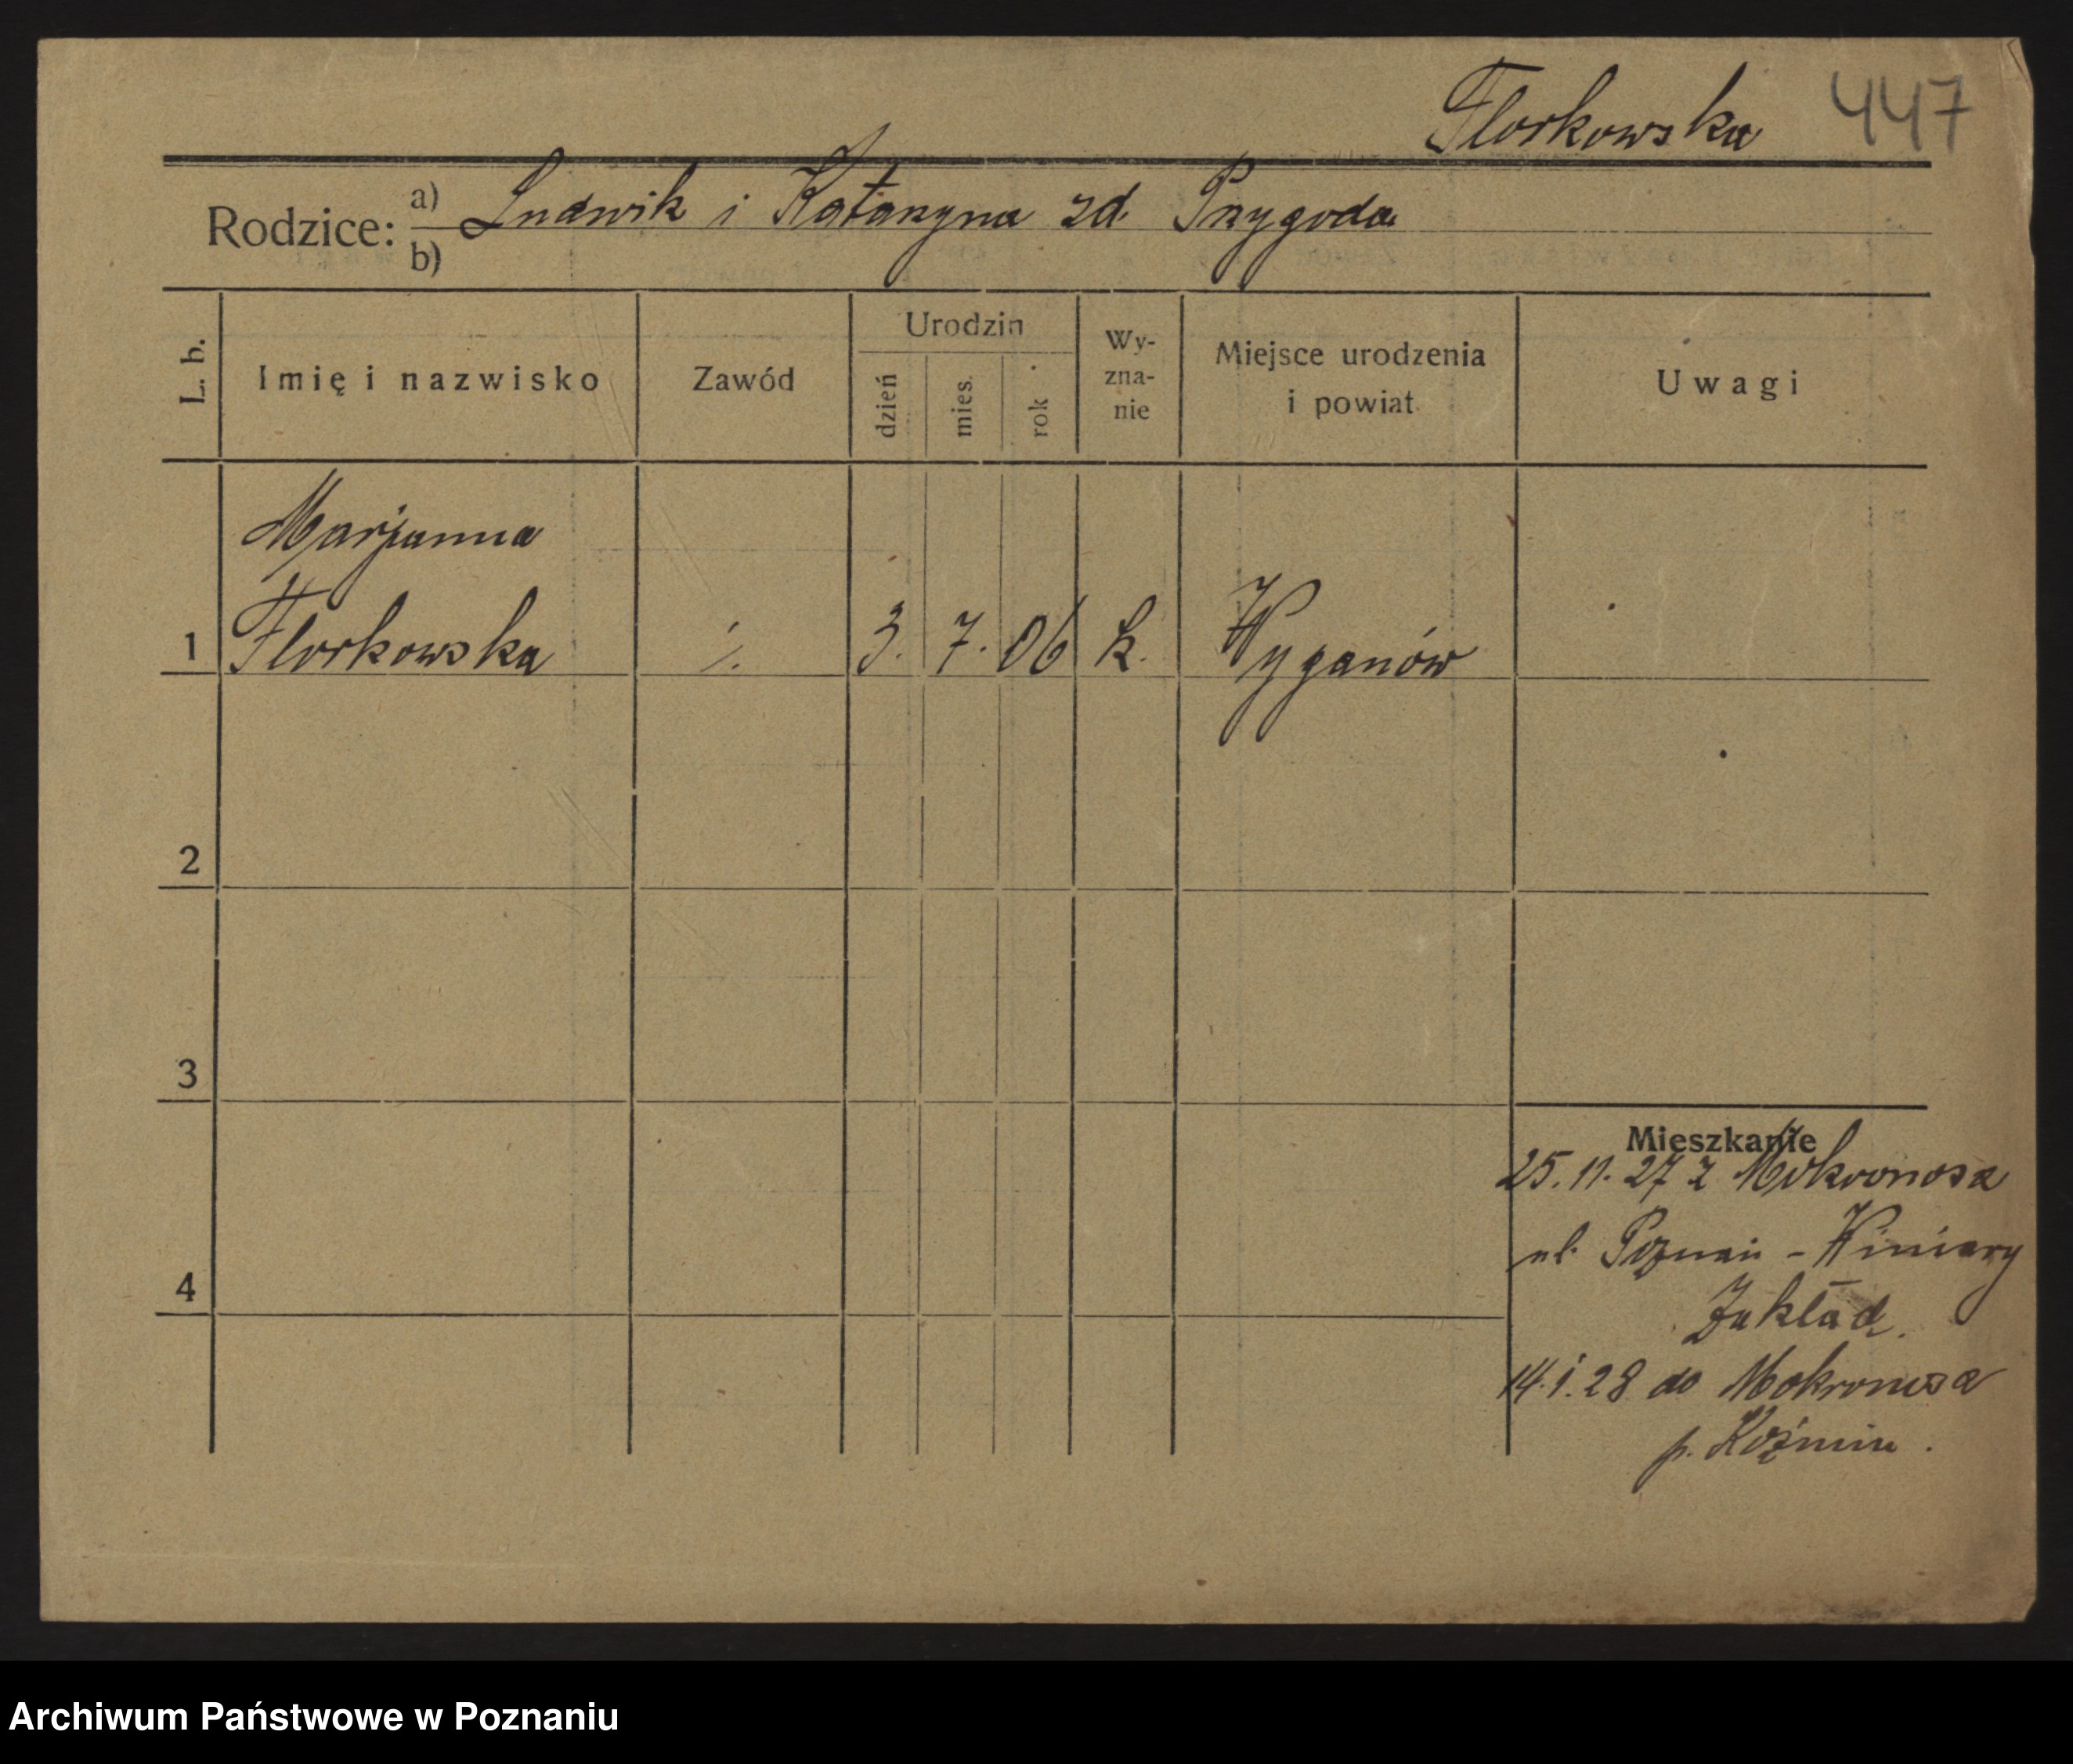 Florkowska 447
Rodzice: a) Ludwik i Katarzyna zd. Przygoda
b)
L. b. Imię i nazwisko Zawód Urodzin dzień mies. rok Wy-zna-nie Miejsce urodzenia i powiat Uwagi
Marjanna
1 Florkowska ./. 3. 7. 06 k. Wyganów
2
3
Mieszkanie
25.11.27 z Mokronosa
ul. Poznań - Winiary
4 Zakład.
14.1.28 do Mokronosa
p. Koźmin.
Archiwum Państwowe w Poznaniu